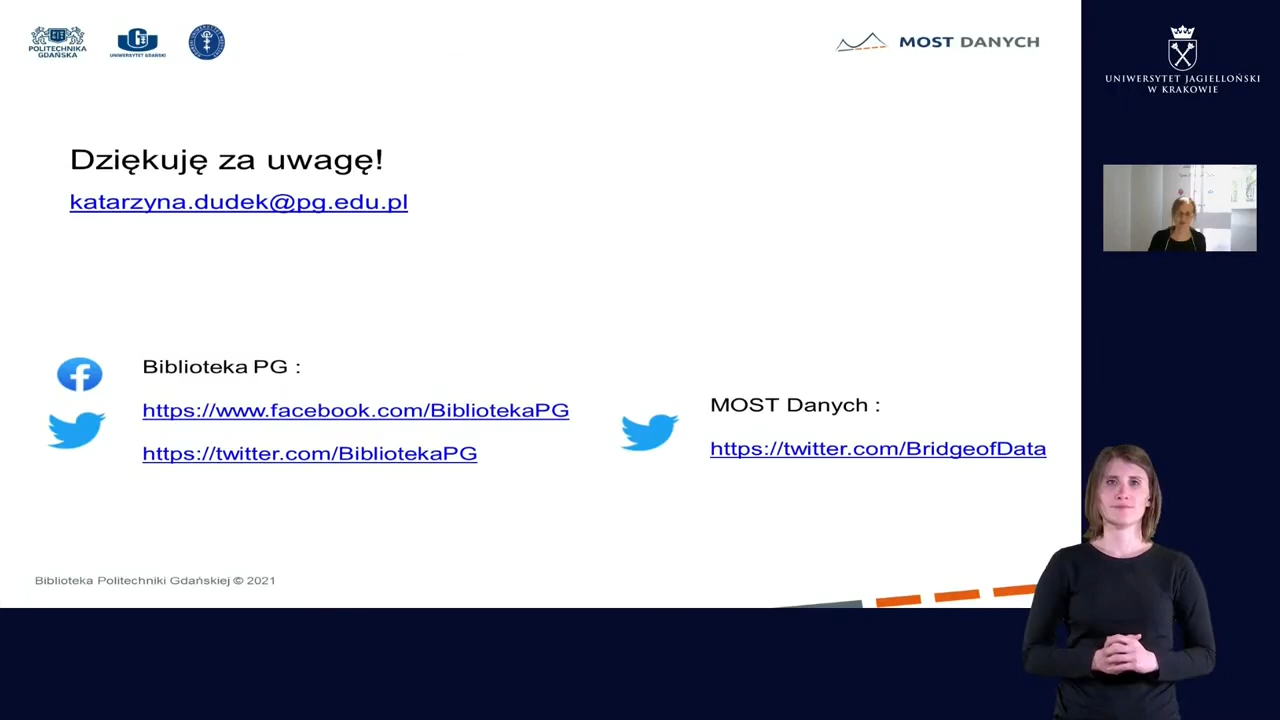 POLITECHNIKA
GDAŃSKA
UNIWERSYTET GDAŃSKI
MOST DANYCH
UNIWERSYTET JAGIELLOŃSKI
W KRAKOWIE
Dziękuję za uwagę!
katarzyna.dudek@pg.edu.pl
Biblioteka PG :
https://www.facebook.com/BibliotekaPG
https://twitter.com/BibliotekaPG
MOST Danych :
https://twitter.com/BridgeofData
Biblioteka Politechniki Gdańskiej © 2021